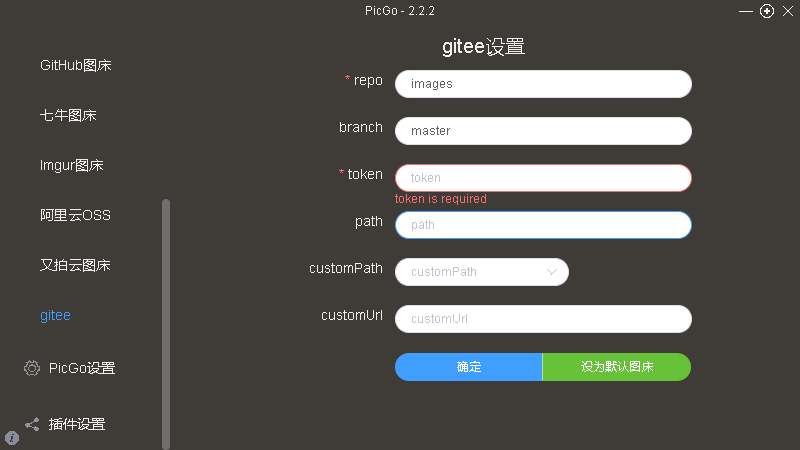 PicGo - 2.2.2
GitHub图床
七牛图床
Imgur图床
阿里云OSS
又拍云图床
gitee
PicGo设置
插件设置
gitee设置
* repo
images
branch
master
* token
token
token is required
path
path
customPath
customPath
customUrl
customUrl
确定
设为默认图床